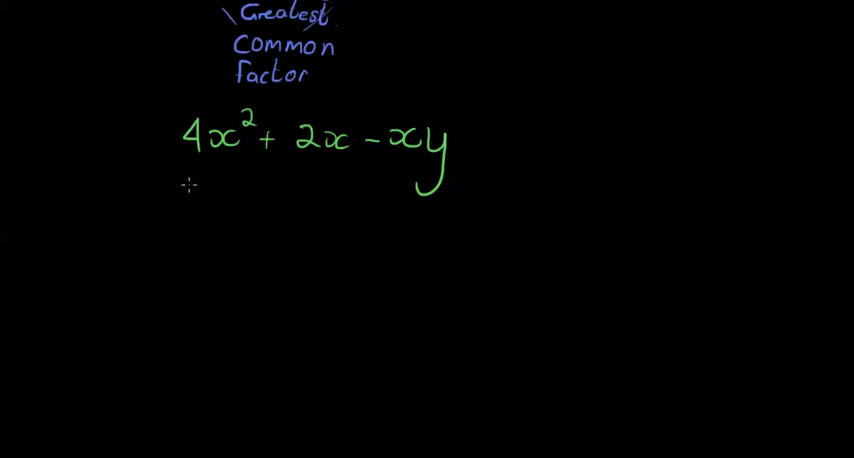 Greatest
Common
Factor
4x² + 2x - xy